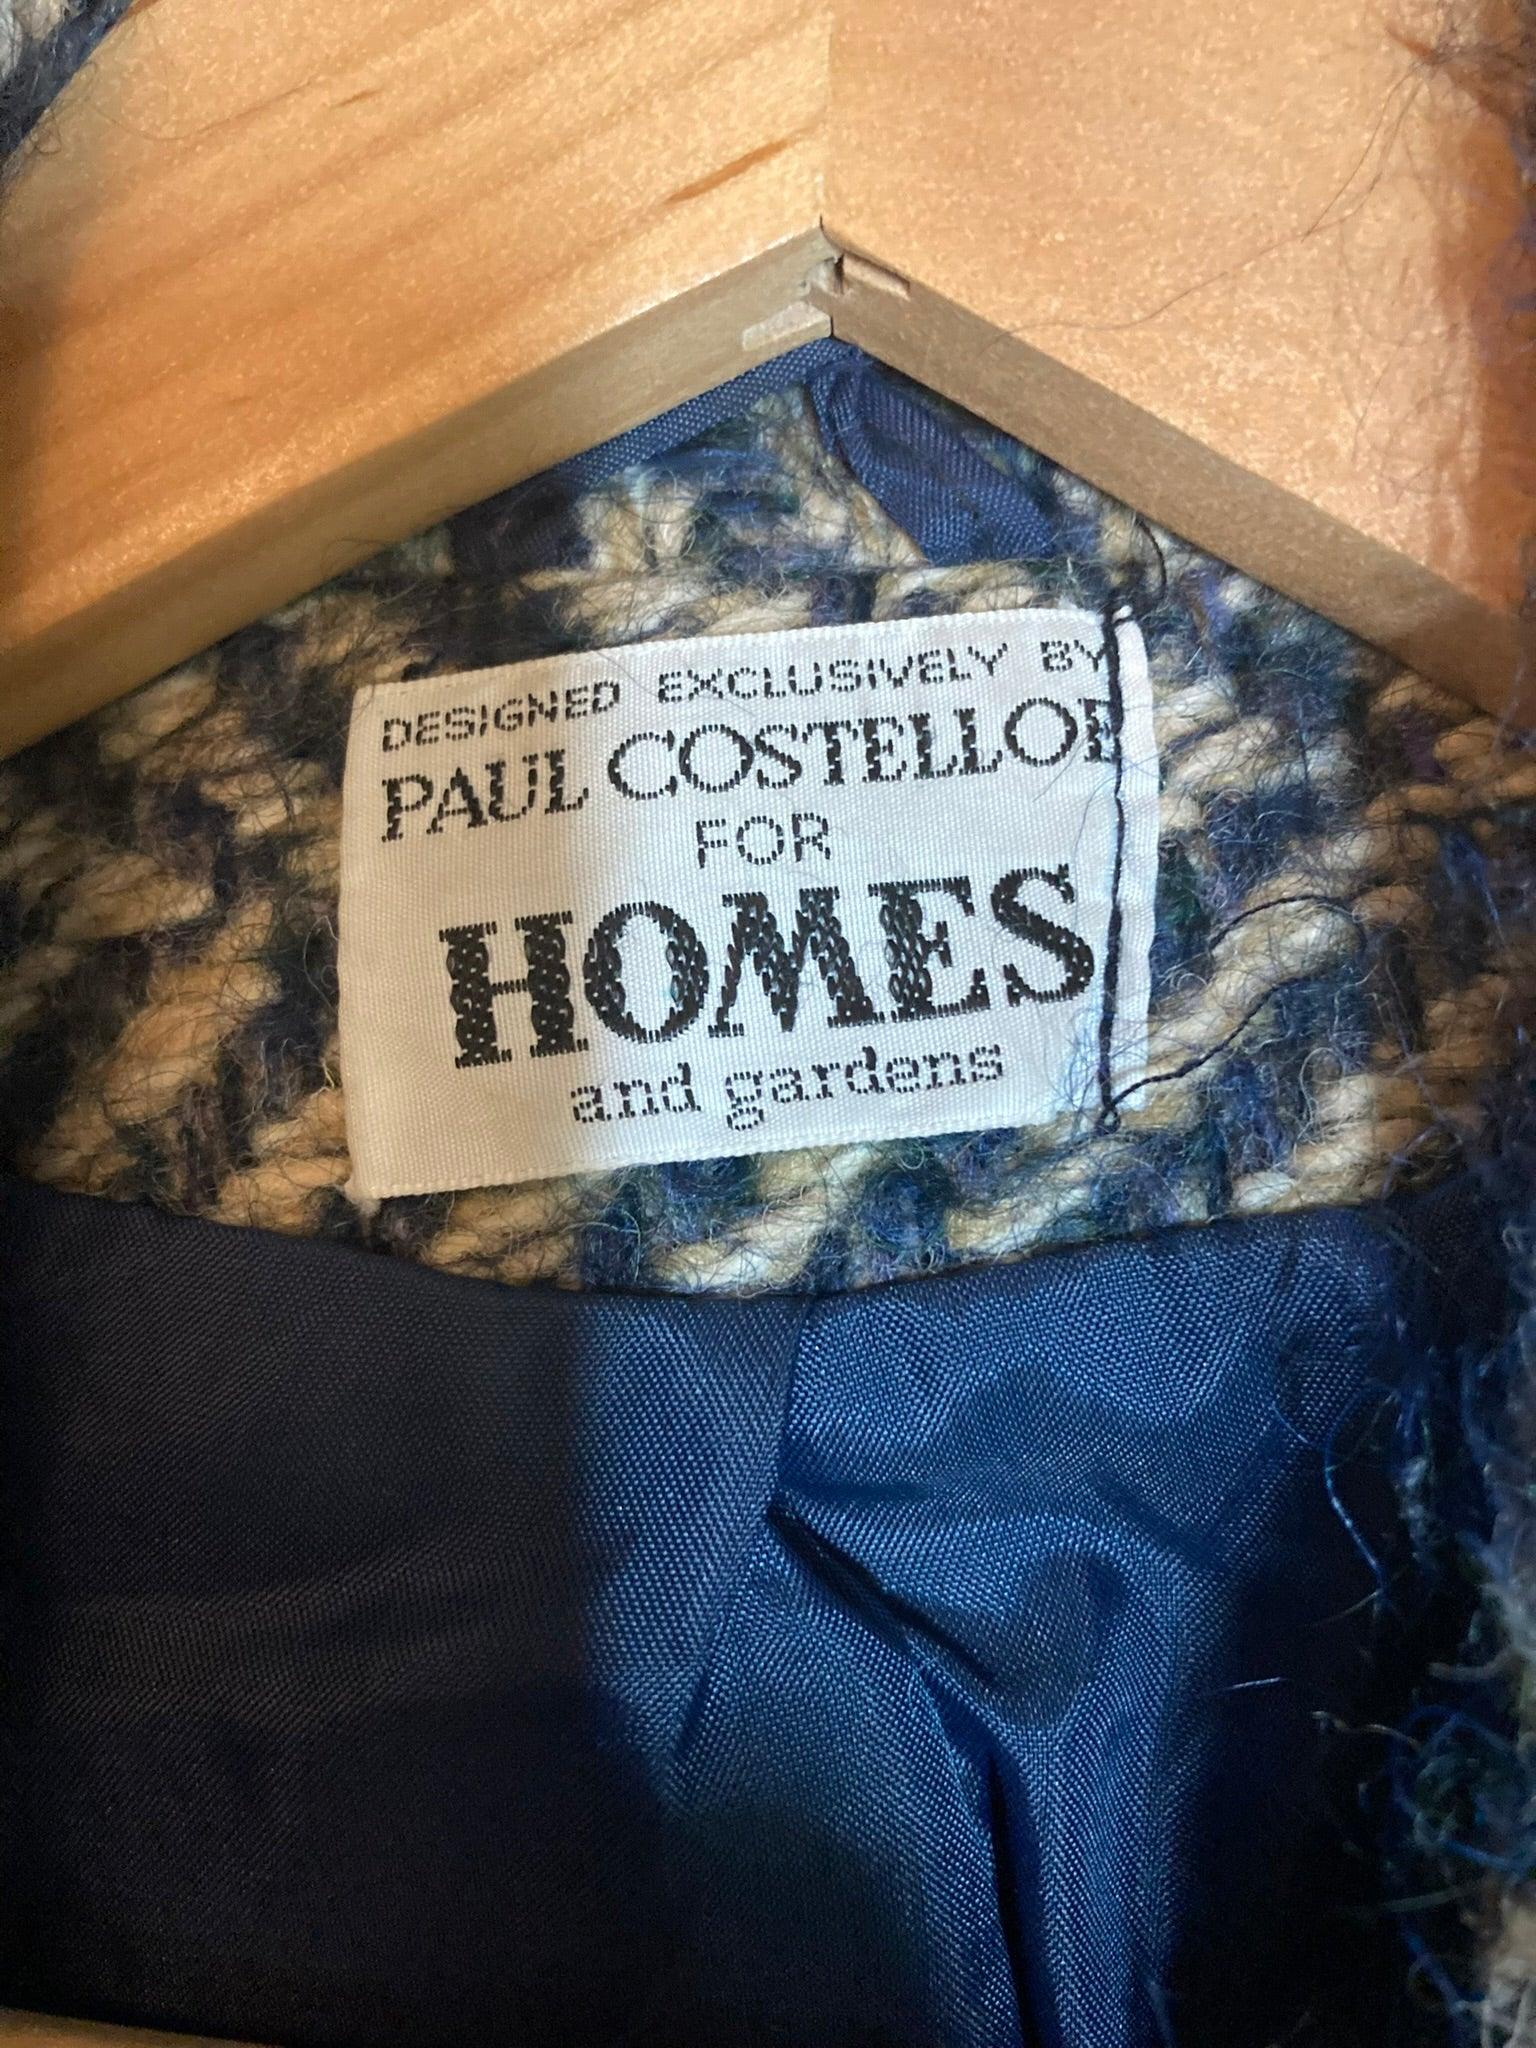 DESIGNED EXCLUSIVELY BY
PAUL COSTELLOE
FOR
HOMES
and gardens